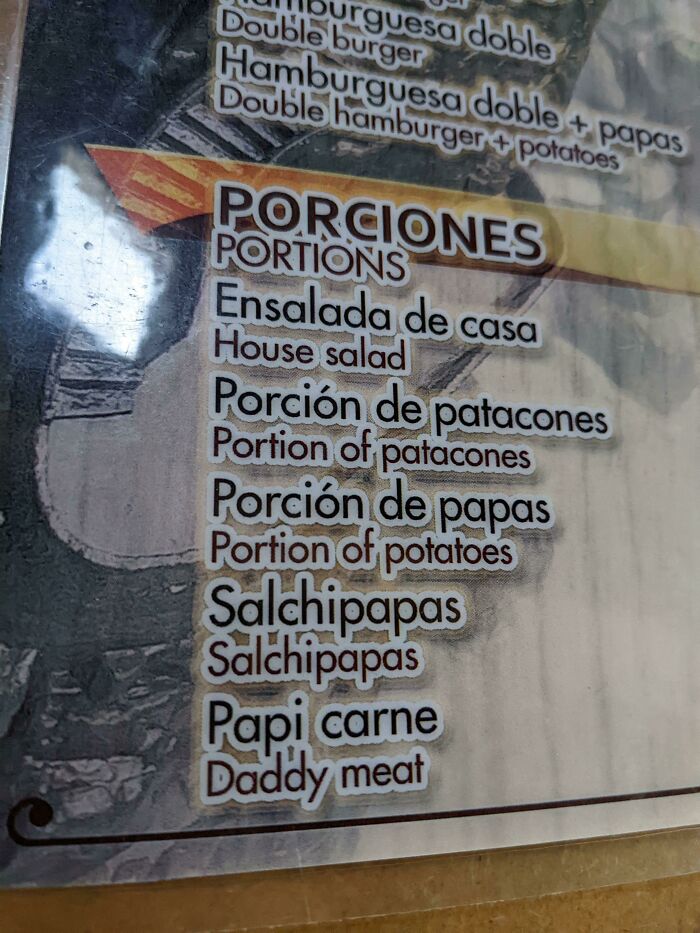 Hamburguesa doble
Double burger
Hamburguesa doble + papas
Double hamburger + potatoes
PORCIONES
PORTIONS
Ensalada de casa
House salad
Porción de patacones
Portion of patacones
Porción de papas
Portion of potatoes
Salchipapas
Salchipapas
Papi carne
Daddy meat